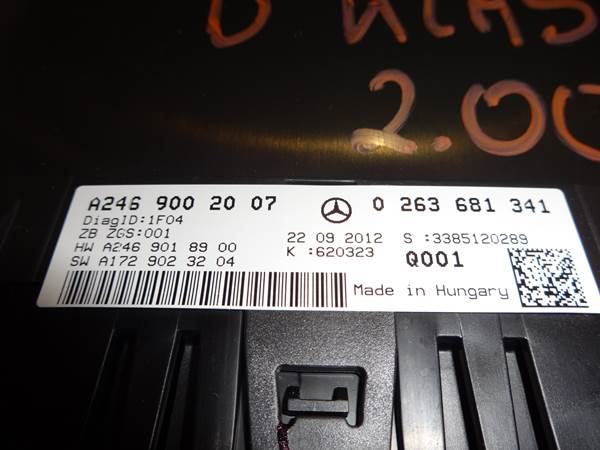 B KLAS
2.00
A246 900 20 07 0 263 681 341
DiagID:1F04
ZB ZGS:001
22 09 2012 S :3385120289
HW A246 901 89 00
K :620323 Q001
SW A172 902 32 04
Made in Hungary